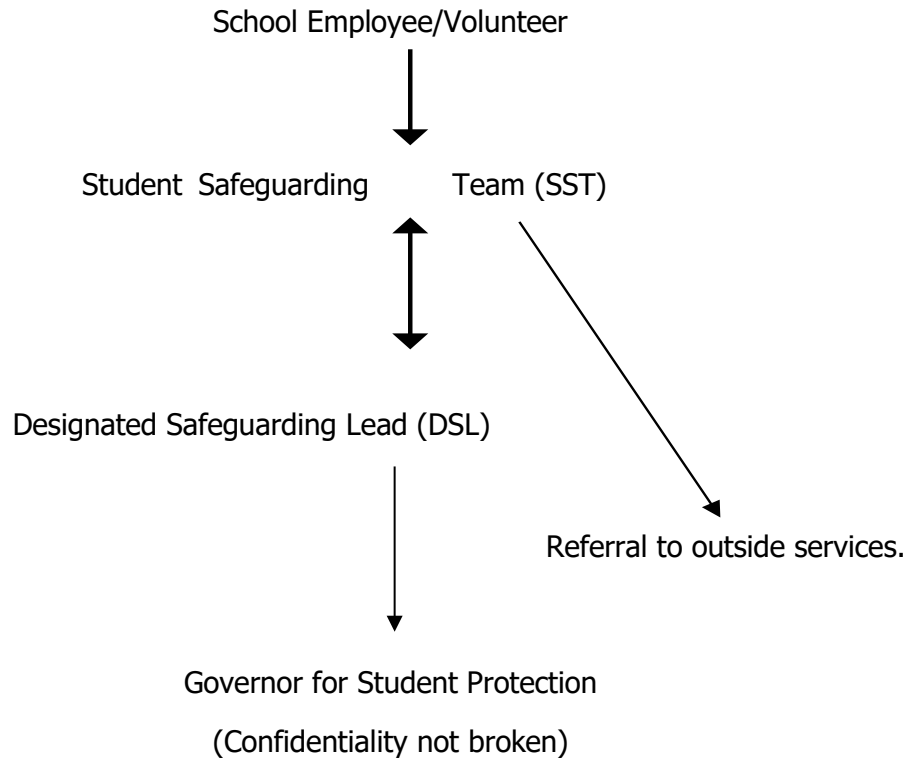 School Employee/Volunteer
Student Safeguarding Team (SST)
Designated Safeguarding Lead (DSL)
Referral to outside services.
Governor for Student Protection
(Confidentiality not broken)